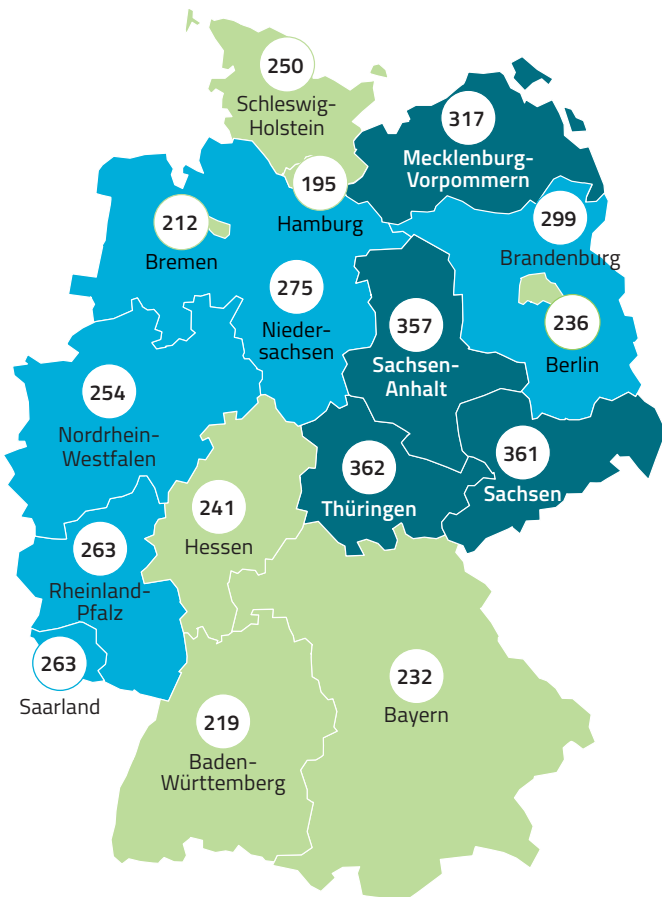 250
Schleswig-
Holstein
317
Mecklenburg-
Vorpommern
195
Hamburg
212
Bremen
299
Brandenburg
275
Nieder-
sachsen
236
Berlin
357
Sachsen-
Anhalt
254
Nordrhein-
Westfalen
361
Sachsen
362
Thüringen
241
Hessen
263
Rheinland-
Pfalz
263
Saarland
232
Bayern
219
Baden-
Württemberg